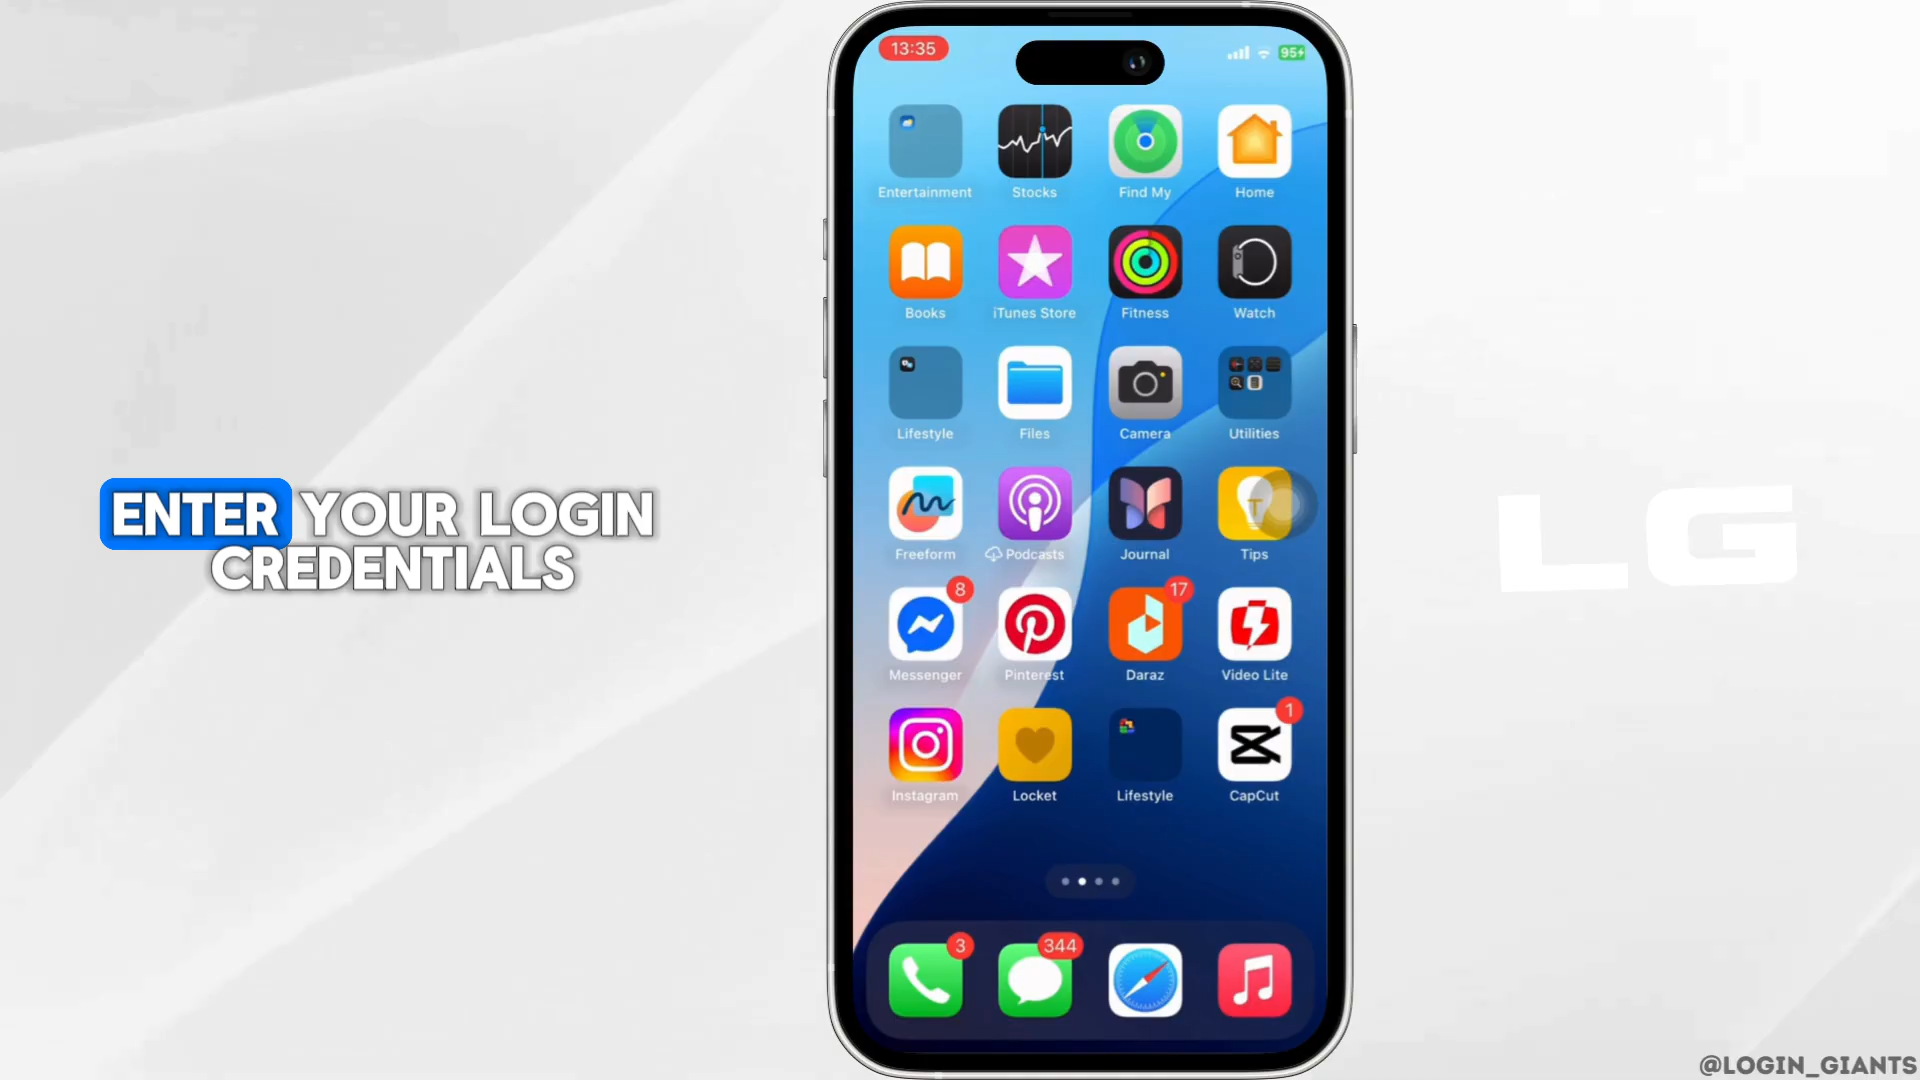 13:35
95
Entertainment
Stocks
Find My
Home
Books
iTunes Store
Fitness
Watch
Lifestyle
Files
Camera
Utilities
ENTER YOUR LOGIN
CREDENTIALS
LG
T
Freeform
Podcasts
Journal
Tips
8
17
Messenger
Pinterest
Daraz
Video Lite
1
Instagram
Locket
Lifestyle
CapCut
3
344
@LOGIN_GIANTS